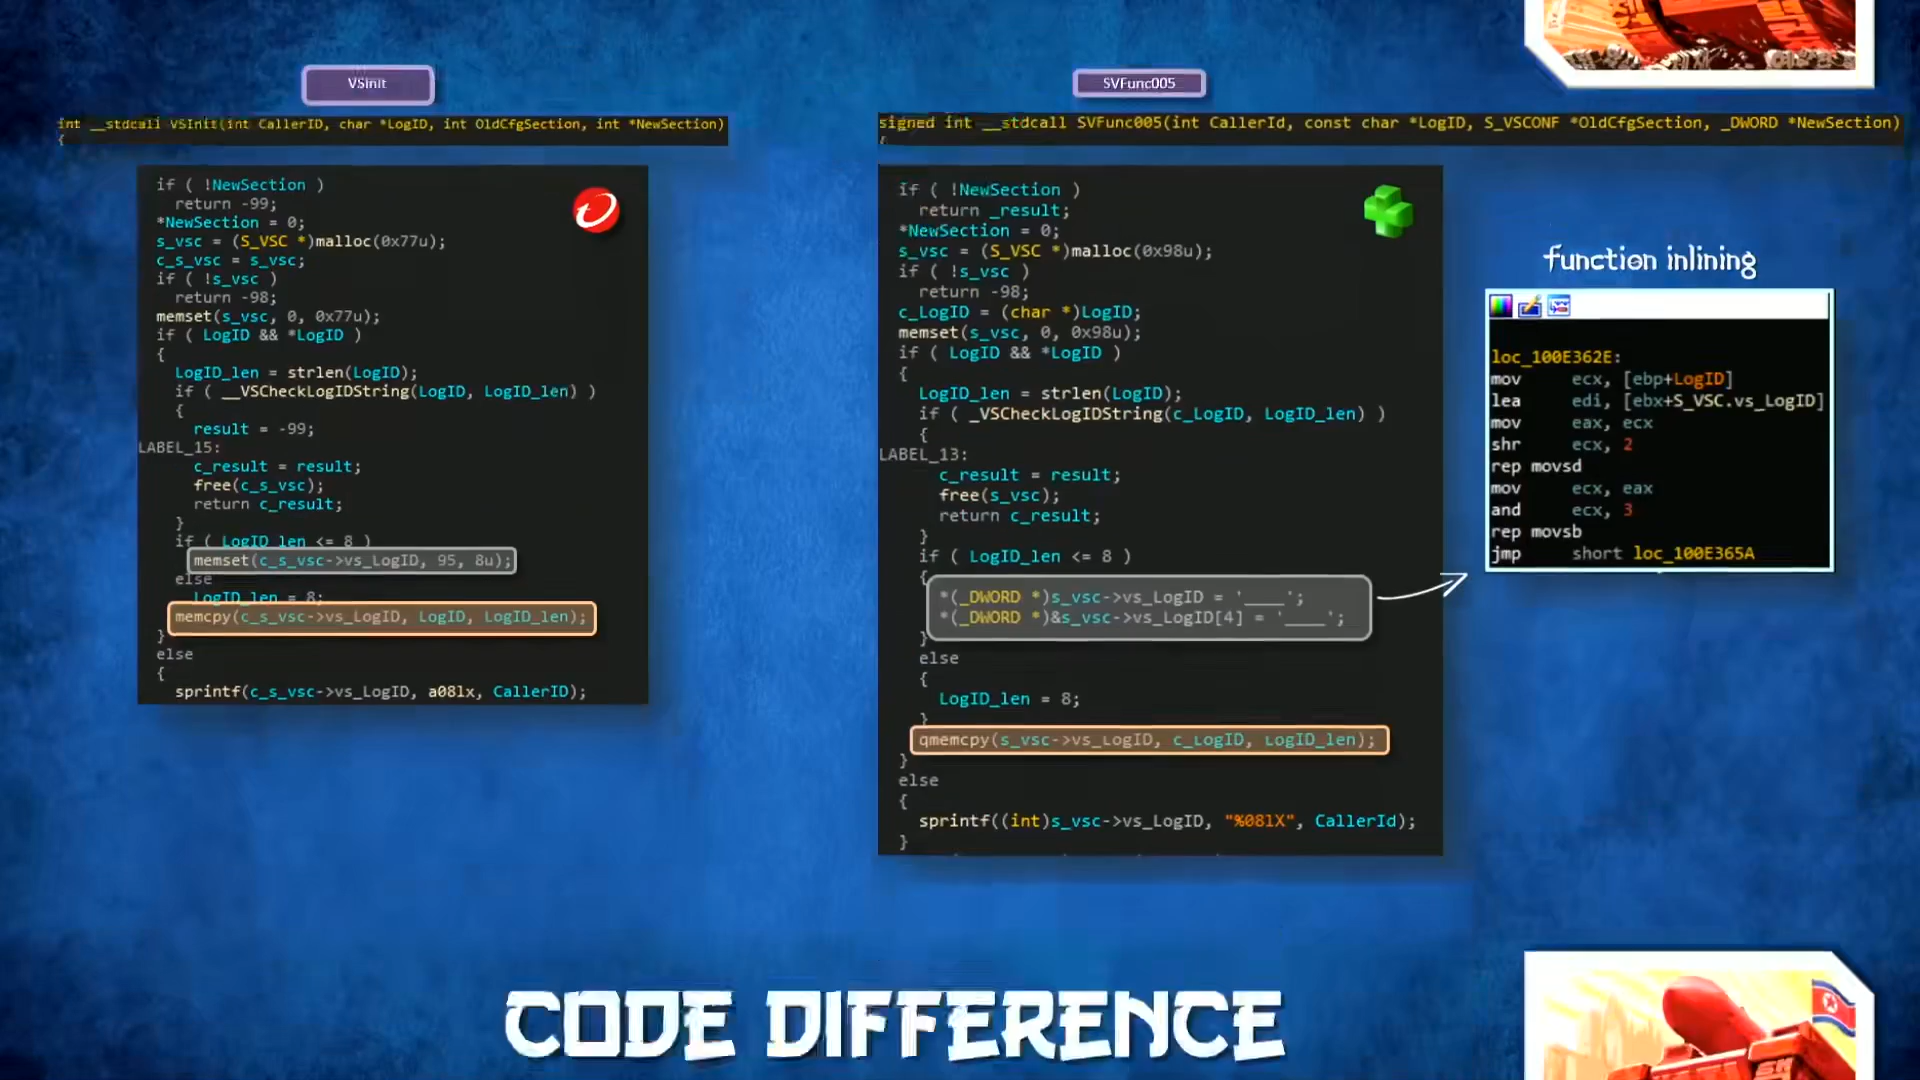 VSInit
int __stdcall VSInit(int CallerID, char *LogID, int OldCfgSection, int *NewSection)
{
if ( !NewSection )
return -99;
*NewSection = 0;
s_vsc = (S_VSC *)malloc(0x77u);
c_s_vsc = s_vsc;
if ( !s_vsc )
return -98;
memset(s_vsc, 0, 0x77u);
if ( LogID && *LogID )
{
LogID_len = strlen(LogID);
if ( __VSCheckLogIDString(LogID, LogID_len) )
{
result = -99;
LABEL_15:
c_result = result;
free(c_s_vsc);
return c_result;
}
if ( LogID_len <= 8 )
memset(c_s_vsc->vs_LogID, 95, 8u);
else
LogID_len = 8;
memcpy(c_s_vsc->vs_LogID, LogID, LogID_len);
}
else
{
sprintf(c_s_vsc->vs_LogID, a08lx, CallerID);
SVFunc005
signed int __stdcall SVFunc005(int CallerId, const char *LogID, S_VSCONF *OldCfgSection, _DWORD *NewSection)
{
if ( !NewSection )
return _result;
*NewSection = 0;
s_vsc = (S_VSC *)malloc(0x98u);
if ( !s_vsc )
return -98;
c_LogID = (char *)LogID;
memset(s_vsc, 0, 0x98u);
if ( LogID && *LogID )
{
LogID_len = strlen(LogID);
if ( _VSCheckLogIDString(c_LogID, LogID_len) )
{
LABEL_13:
c_result = result;
free(s_vsc);
return c_result;
}
if ( LogID_len <= 8 )
{
*(_DWORD *)s_vsc->vs_LogID = '____';
*(_DWORD *)&s_vsc->vs_LogID[4] = '____';
}
else
{
LogID_len = 8;
}
qmemcpy(s_vsc->vs_LogID, c_LogID, LogID_len);
}
else
{
sprintf((int)s_vsc->vs_LogID, "%08lX", CallerId);
}
function inlining
loc_100E362E:
mov ecx, [ebp+LogID]
lea edi, [ebx+S_VSC.vs_LogID]
mov eax, ecx
shr ecx, 2
rep movsd
mov ecx, eax
and ecx, 3
rep movsb
jmp short loc_100E365A
CODE DIFFERENCE